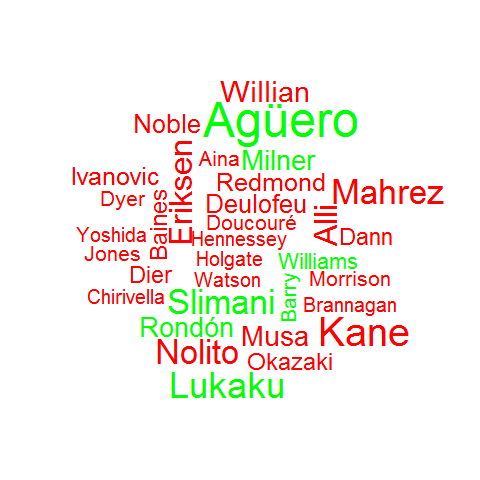 Willian
Agüero
Noble
Aina
Milner
Eriksen
Ivanovic
Redmond
Mahrez
Dyer
Baines
Deulofeu
Alli
Doucouré
Yoshida
Hennessey
Dann
Jones
Holgate
Williams
Dier
Watson
Morrison
Chirivella
Slimani
Barry
Brannagan
Rondón
Musa
Kane
Nolito
Okazaki
Lukaku